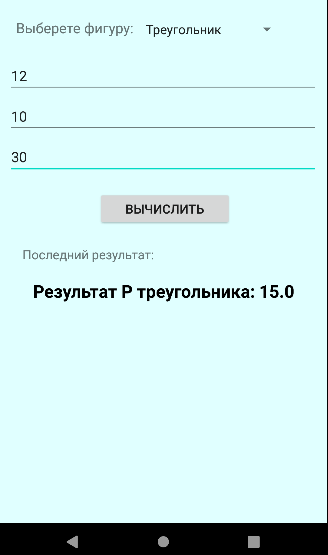 Выберете фигуру: Треугольник
12
10
30
ВЫЧИСЛИТЬ
Последний результат:
Результат P треугольника: 15.0